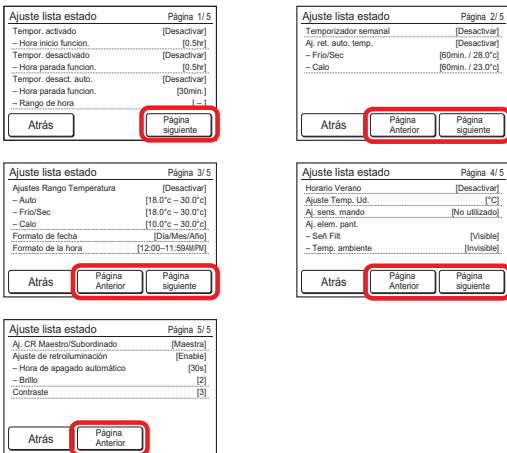 Ajuste lista estado Página 1/ 5
Tempor. activado [Desactivar]
– Hora inicio funcion. [0.5hr]
Tempor. desactivado [Desactivar]
– Hora parada funcion. [0.5hr]
Tempor. desact. auto. [Desactivar]
– Hora parada funcion. [30min.]
– Rango de hora [ – ]
Atrás
Página
siguiente
Ajuste lista estado Página 2/ 5
Temporizador semanal [Desactivar]
Aj. ret. auto. temp. [Desactivar]
– Frío/Sec [60min. / 28.0°c]
– Calo [60min. / 23.0°c]
Atrás
Página
Anterior
Página
siguiente
Ajuste lista estado Página 3/ 5
Ajustes Rango Temperatura [Desactivar]
– Auto [18.0°c – 30.0°c]
– Frío/Sec [18.0°c – 30.0°c]
– Calo [10.0°c – 30.0°c]
Formato de fecha [Día/Mes/Año]
Formato de la hora [12:00–11:59AM/PM]
Atrás
Página
Anterior
Página
siguiente
Ajuste lista estado Página 4/ 5
Horario Verano [Desactivar]
Ajuste Temp. Ud. [°C]
Aj. sens. mando [No utilizado]
Aj. elem. pant.
– Señ Filt [Visible]
– Temp. ambiente [Invisible]
Atrás
Página
Anterior
Página
siguiente
Ajuste lista estado Página 5/ 5
Aj. CR Maestro/Subordinado [Maestra]
Ajuste de retroiluminación [Enable]
– Hora de apagado automático [30s]
– Brillo [2]
Contraste [3]
Atrás
Página
Anterior